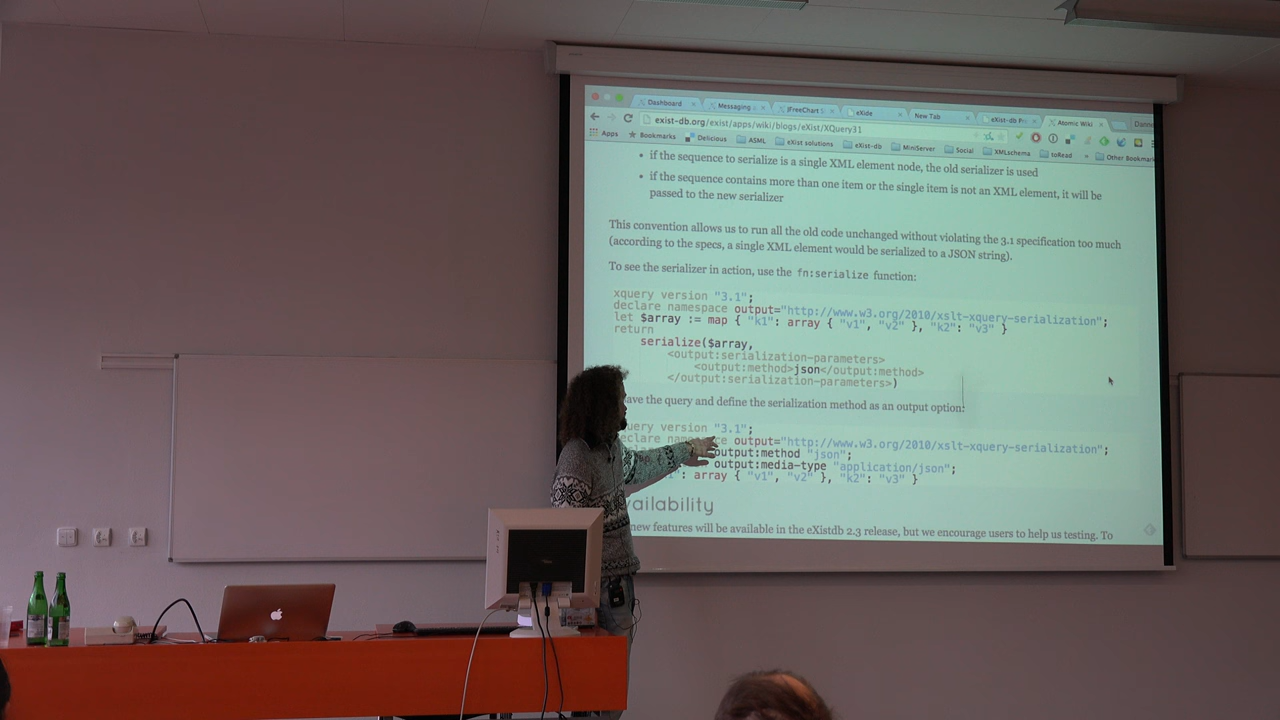 Dashboard
Messaging
JFreeChart
eXide
New Tab
eXist-db
Atomic Wiki
exist-db.org/exist/apps/wiki/blogs/eXist/XQuery31
Apps Bookmarks Delicious ASML eXist solutions eXist-db MiniServer Social XMLschema toRead Other Bookmar
if the sequence to serialize is a single XML element node, the old serializer is used
if the sequence contains more than one item or the single item is not an XML element, it will be
passed to the new serializer
This convention allows us to run all the old code unchanged without violating the 3.1 specification too much
(according to the specs, a single XML element would be serialized to a JSON string).
To see the serializer in action, use the fn:serialize function:
xquery version "3.1";
declare namespace output="http://www.w3.org/2010/xslt-xquery-serialization";
let $array := map { "k1": array { "v1", "v2" }, "k2": "v3" }
return
serialize($array,
<output:serialization-parameters>
<output:method>json</output:method>
</output:serialization-parameters>)
ave the query and define the serialization method as an output option:
query version "3.1";
declare namespace output="http://www.w3.org/2010/xslt-xquery-serialization";
output:method "json";
output:media-type "application/json";
: array { "v1", "v2" }, "k2": "v3" }
vailability
new features will be available in the eXistdb 2.3 release, but we encourage users to help us testing. To